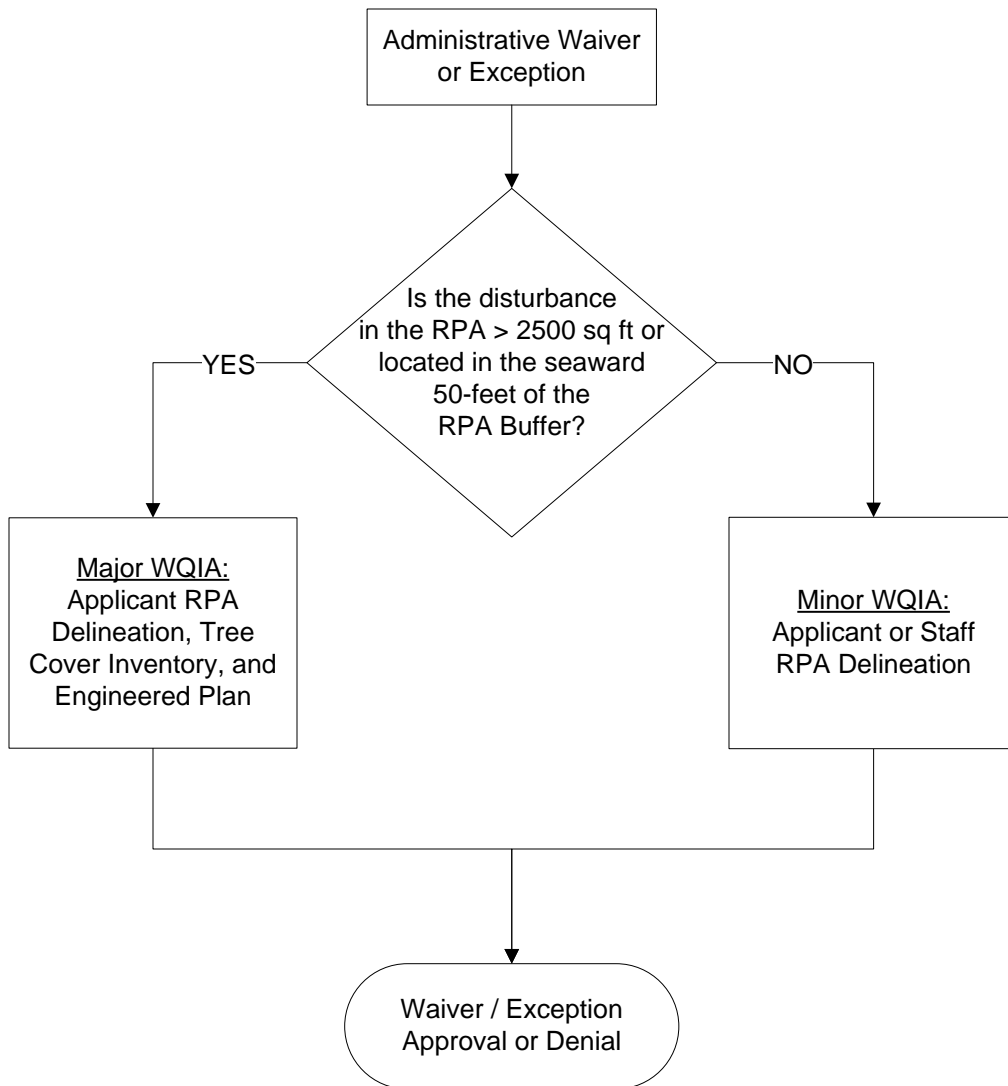 Administrative Waiver
or Exception
Is the disturbance
in the RPA > 2500 sq ft or
located in the seaward
50-feet of the
RPA Buffer?
YES
NO
Major WQIA:
Applicant RPA
Delineation, Tree
Cover Inventory, and
Engineered Plan
Minor WQIA:
Applicant or Staff
RPA Delineation
Waiver / Exception
Approval or Denial